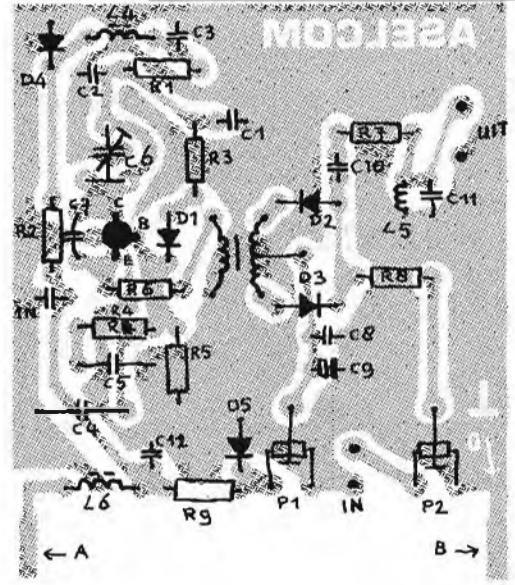 L4
C3
ASELCOM
D4
C2
R1
C1
R7
UIT
C6
R3
C10
C
C7
B
D1
D2
C11
R2
E
L5
D3
R6
R8
1N
R4
C8
C5
R5
C9
C4
D5
C12
L6
R9
P1
IN
P2
← A
B →